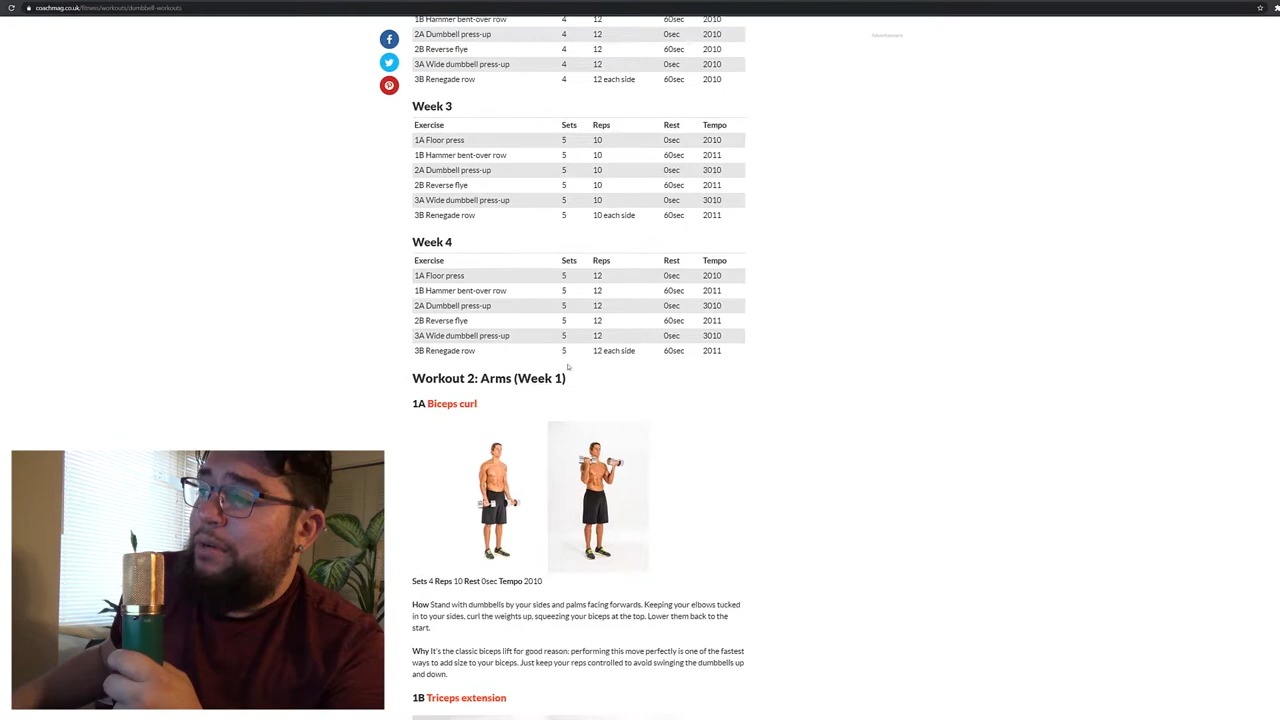 coachmag.co.uk/fitness/workouts/dumbbell-workouts
Advertisement
1B Hammer bent-over row 4 12 60sec 2010
2A Dumbbell press-up 4 12 0sec 2010
2B Reverse flye 4 12 60sec 2010
3A Wide dumbbell press-up 4 12 0sec 2010
3B Renegade row 4 12 each side 60sec 2010
Week 3
Exercise Sets Reps Rest Tempo
1A Floor press 5 10 0sec 2010
1B Hammer bent-over row 5 10 60sec 2011
2A Dumbbell press-up 5 10 0sec 3010
2B Reverse flye 5 10 60sec 2011
3A Wide dumbbell press-up 5 10 0sec 3010
3B Renegade row 5 10 each side 60sec 2011
Week 4
Exercise Sets Reps Rest Tempo
1A Floor press 5 12 0sec 2010
1B Hammer bent-over row 5 12 60sec 2011
2A Dumbbell press-up 5 12 0sec 3010
2B Reverse flye 5 12 60sec 2011
3A Wide dumbbell press-up 5 12 0sec 3010
3B Renegade row 5 12 each side 60sec 2011
Workout 2: Arms (Week 1)
1A Biceps curl
Sets 4 Reps 10 Rest 0sec Tempo 2010
How Stand with dumbbells by your sides and palms facing forwards. Keeping your elbows tucked
in to your sides, curl the weights up, squeezing your biceps at the top. Lower them back to the
start.
Why It's the classic biceps lift for good reason: performing this move perfectly is one of the fastest
ways to add size to your biceps. Just keep your reps controlled to avoid swinging the dumbbells up
and down.
1B Triceps extension